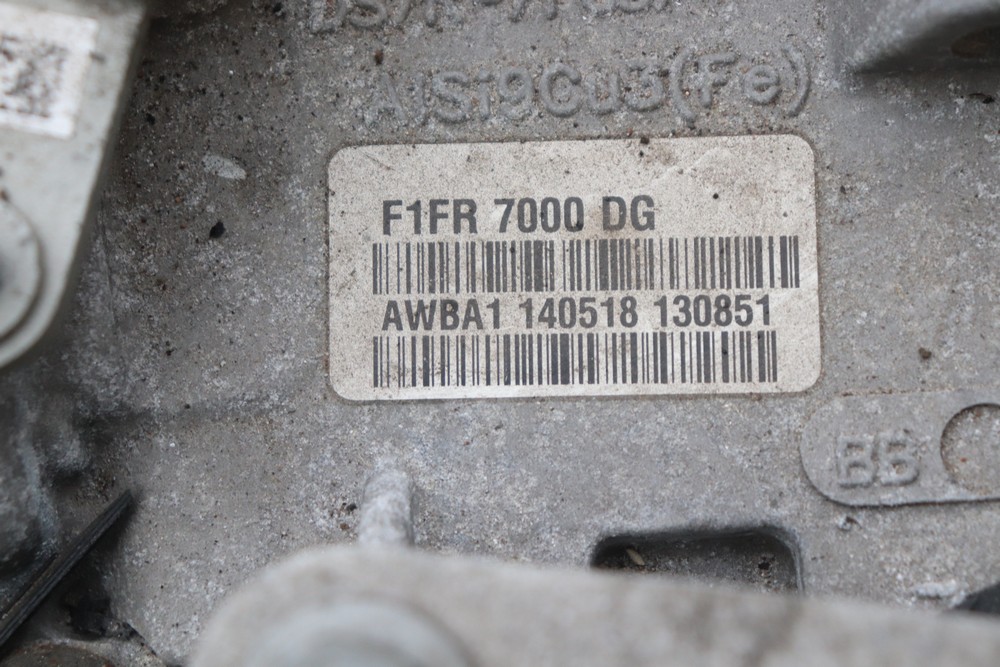 AlSi9Cu3(Fe)
F1FR 7000 DG
AWBA1 140518 130851
BB